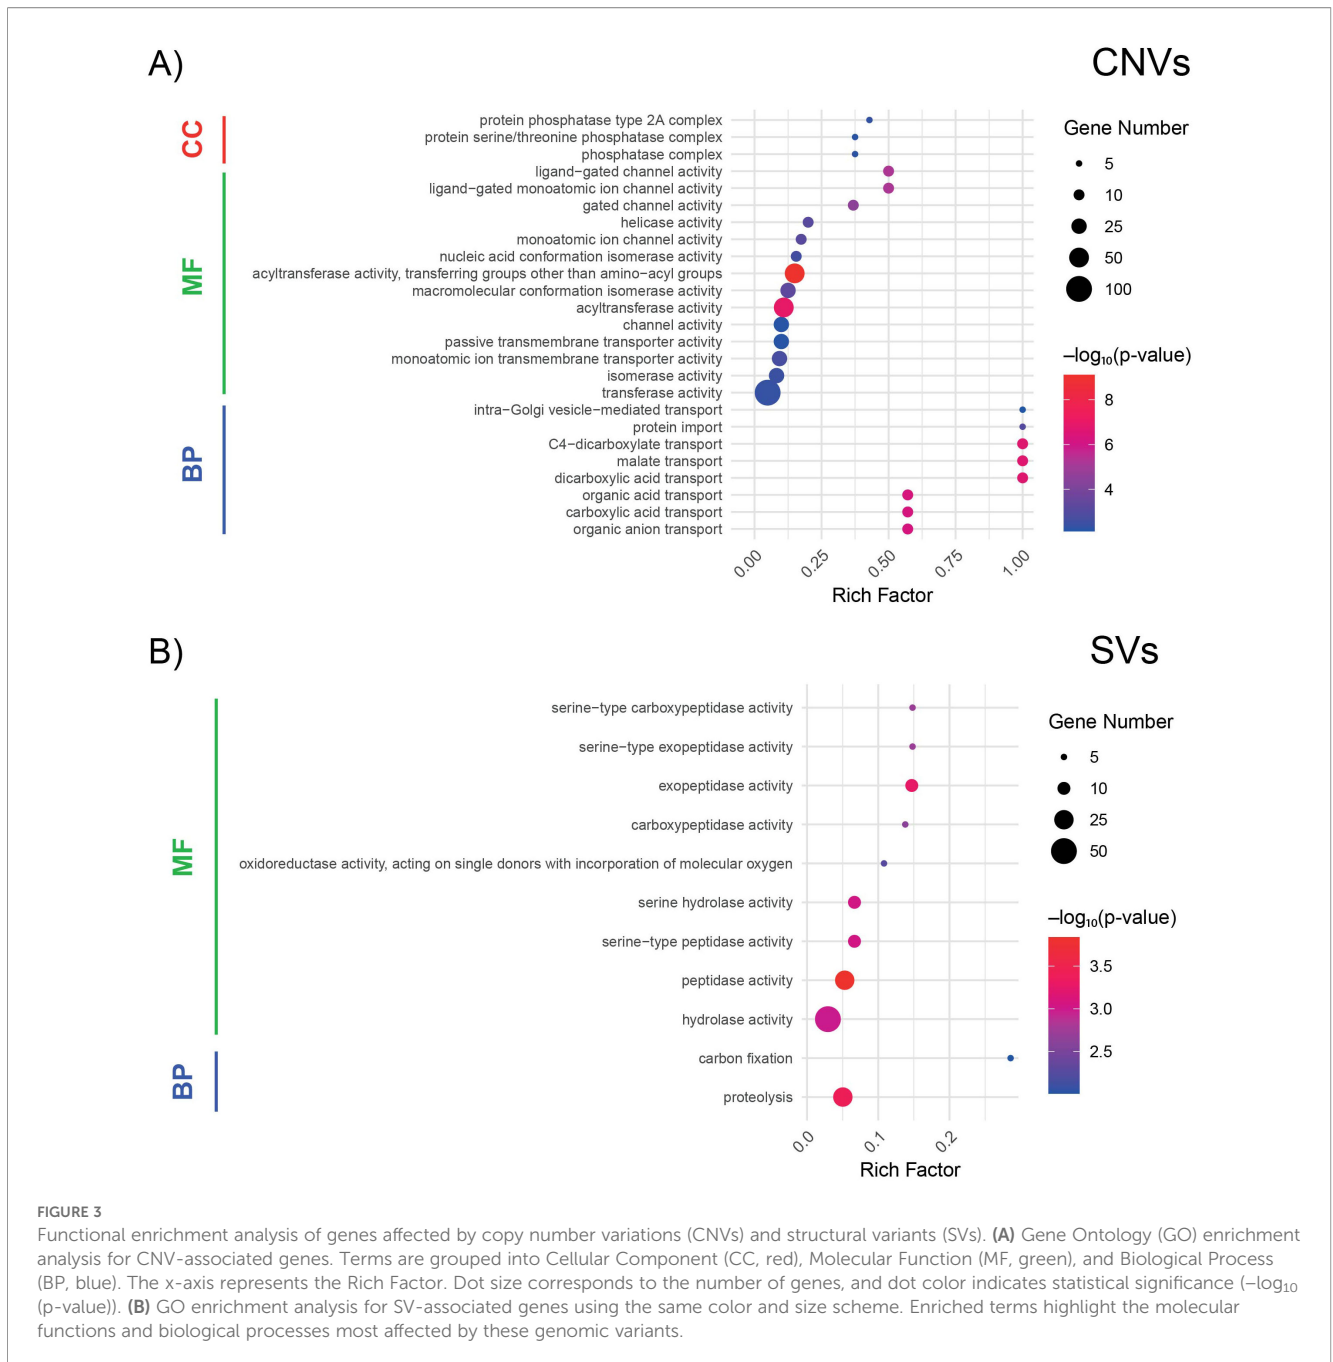 A)
CNVs
CC
MF
BP
protein phosphatase type 2A complex
protein serine/threonine phosphatase complex
phosphatase complex
ligand−gated channel activity
ligand−gated monoatomic ion channel activity
gated channel activity
helicase activity
monoatomic ion channel activity
nucleic acid conformation isomerase activity
acyltransferase activity, transferring groups other than amino−acyl groups
macromolecular conformation isomerase activity
acyltransferase activity
channel activity
passive transmembrane transporter activity
monoatomic ion transmembrane transporter activity
isomerase activity
transferase activity
intra−Golgi vesicle−mediated transport
protein import
C4−dicarboxylate transport
malate transport
dicarboxylic acid transport
organic acid transport
carboxylic acid transport
organic anion transport
0.00
0.25
0.50
0.75
1.00
Rich Factor
Gene Number
5
10
25
50
100
−log₁₀(p-value)
8
6
4
B)
SVs
MF
BP
serine−type carboxypeptidase activity
serine−type exopeptidase activity
exopeptidase activity
carboxypeptidase activity
oxidoreductase activity, acting on single donors with incorporation of molecular oxygen
serine hydrolase activity
serine−type peptidase activity
peptidase activity
hydrolase activity
carbon fixation
proteolysis
0.0
0.1
0.2
Rich Factor
Gene Number
5
10
25
50
−log₁₀(p-value)
3.5
3.0
2.5
FIGURE 3
Functional enrichment analysis of genes affected by copy number variations (CNVs) and structural variants (SVs). (A) Gene Ontology (GO) enrichment
analysis for CNV-associated genes. Terms are grouped into Cellular Component (CC, red), Molecular Function (MF, green), and Biological Process
(BP, blue). The x-axis represents the Rich Factor. Dot size corresponds to the number of genes, and dot color indicates statistical significance (−log₁₀
(p-value)). (B) GO enrichment analysis for SV-associated genes using the same color and size scheme. Enriched terms highlight the molecular
functions and biological processes most affected by these genomic variants.